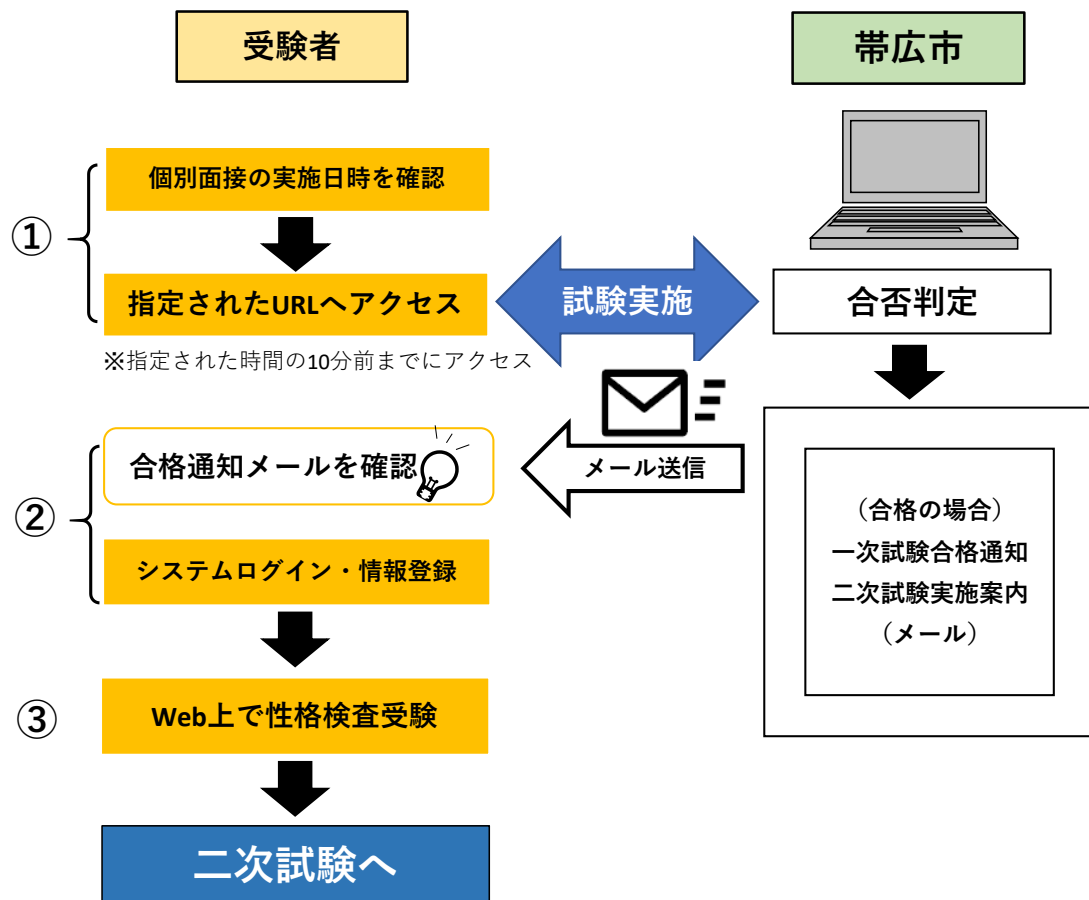 受験者
帯広市
①
個別面接の実施日時を確認
指定されたURLへアクセス
※指定された時間の10分前までにアクセス
試験実施
合否判定
メール送信
（合格の場合）
一次試験合格通知
二次試験実施案内
（メール）
②
合格通知メールを確認
システムログイン・情報登録
③
Web上で性格検査受験
二次試験へ